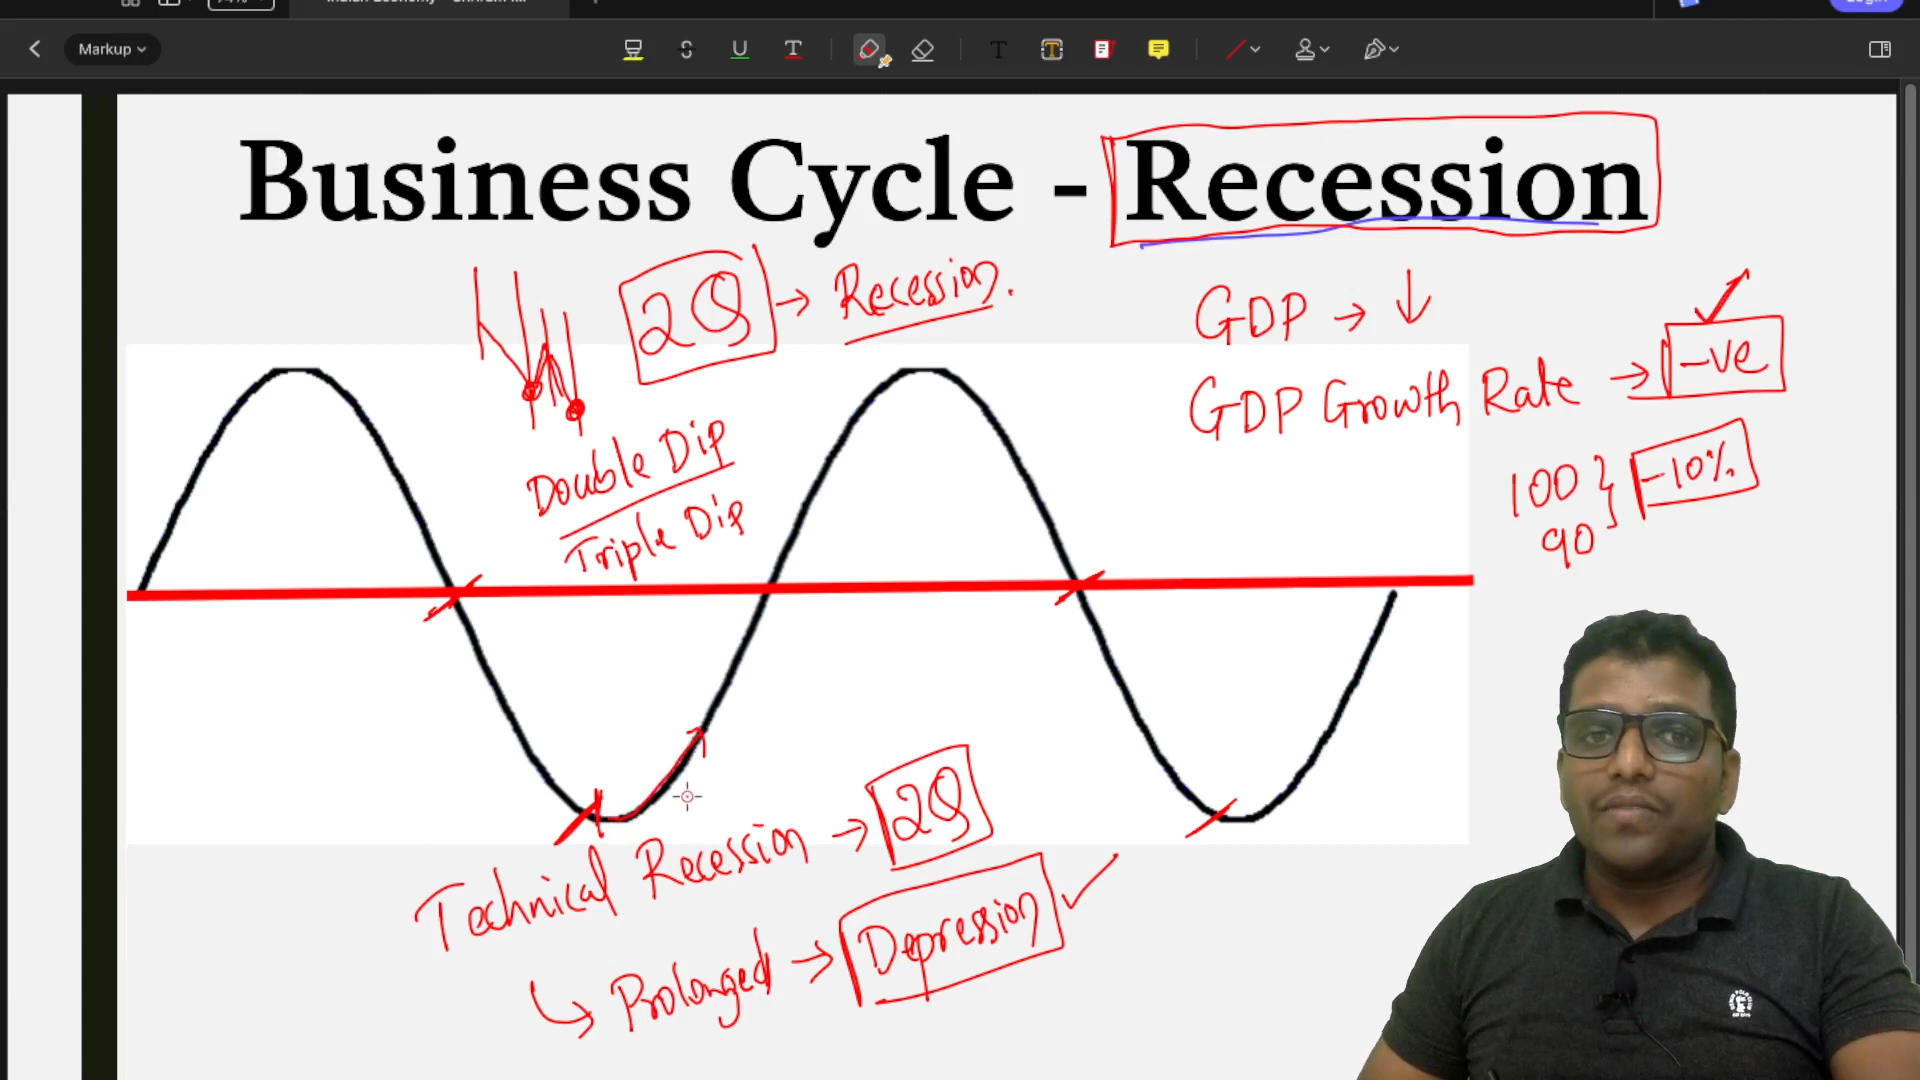 Markup
Business Cycle - Recession
2Q → Recession.
GDP → ↓
GDP Growth Rate → -ve
100 } -10%
90
Double Dip
Triple Dip
Technical Recession → 2Q
↳ Prolonged → Depression ✓